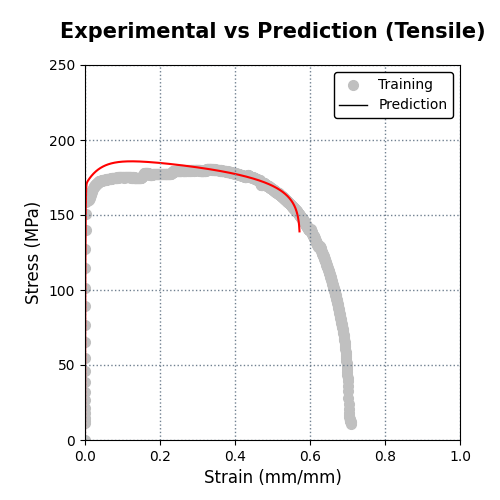 Experimental vs Prediction (Tensile)
250
200
150
100
50
0
Stress (MPa)
Training
Prediction
0.0 0.2 0.4 0.6 0.8 1.0
Strain (mm/mm)